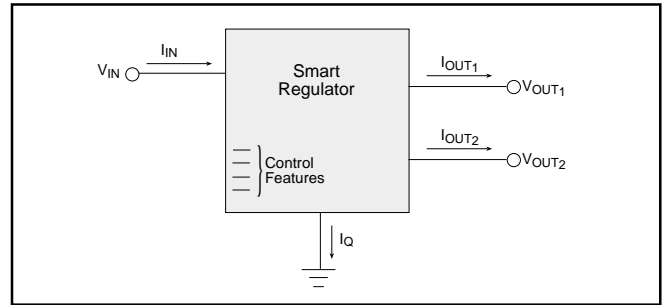 IIN
VIN
Smart
Regulator
IOUT1
VOUT1
IOUT2
VOUT2
Control
Features
IQ